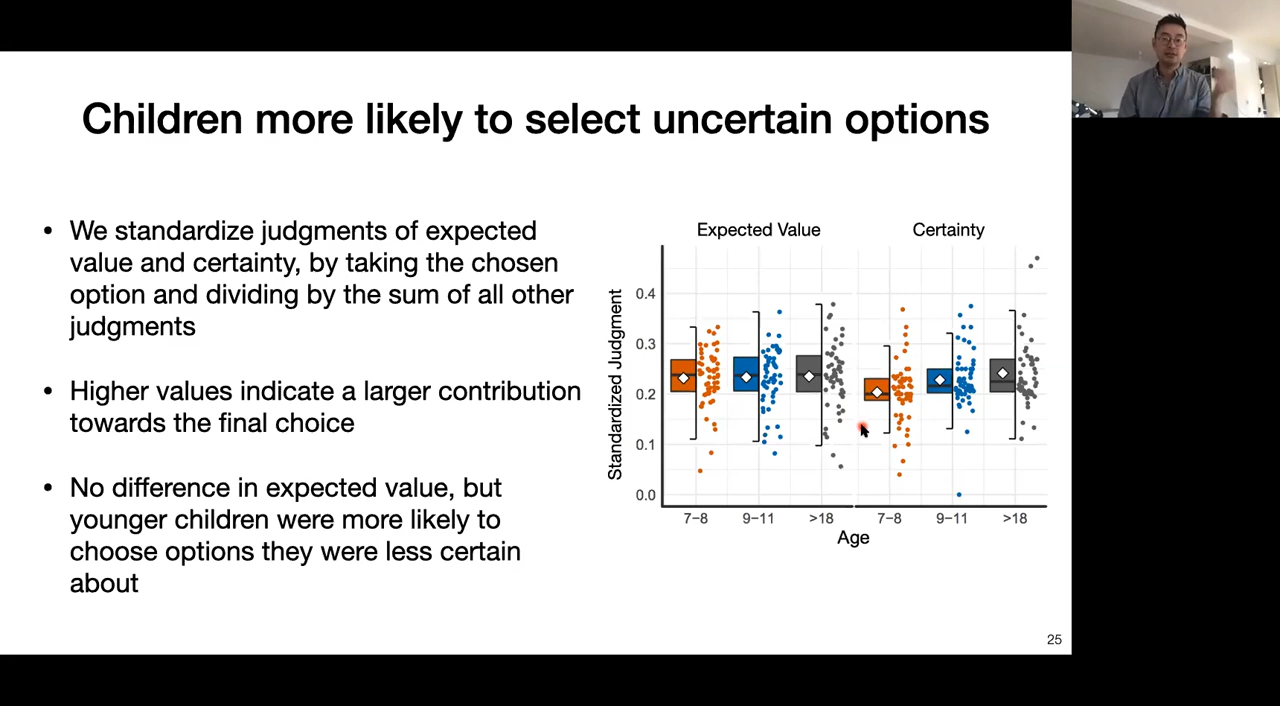 Children more likely to select uncertain options
• We standardize judgments of expected
value and certainty, by taking the chosen
option and dividing by the sum of all other
judgments
• Higher values indicate a larger contribution
towards the final choice
• No difference in expected value, but
younger children were more likely to
choose options they were less certain
about
Expected Value
Certainty
Standardized Judgment
0.4
0.3
0.2
0.1
0.0
7–8
9–11
>18
7–8
9–11
>18
Age
25